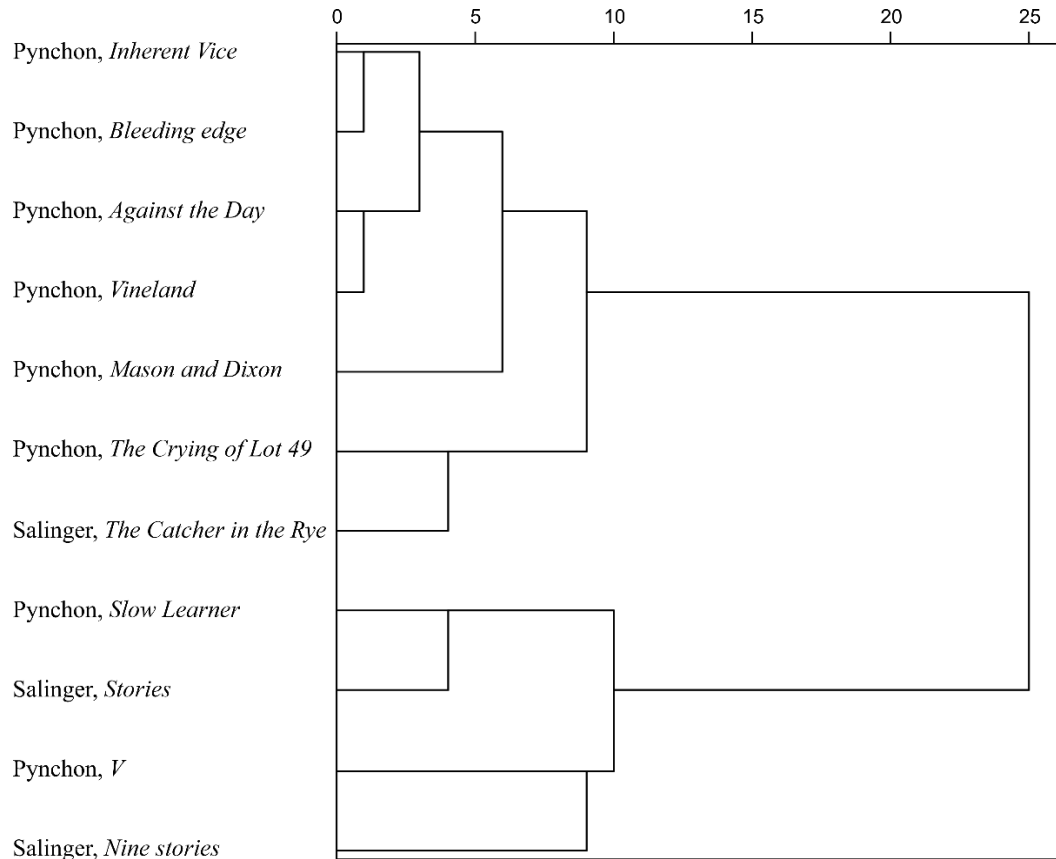 0 5 10 15 20 25
Pynchon, Inherent Vice
Pynchon, Bleeding edge
Pynchon, Against the Day
Pynchon, Vineland
Pynchon, Mason and Dixon
Pynchon, The Crying of Lot 49
Salinger, The Catcher in the Rye
Pynchon, Slow Learner
Salinger, Stories
Pynchon, V
Salinger, Nine stories